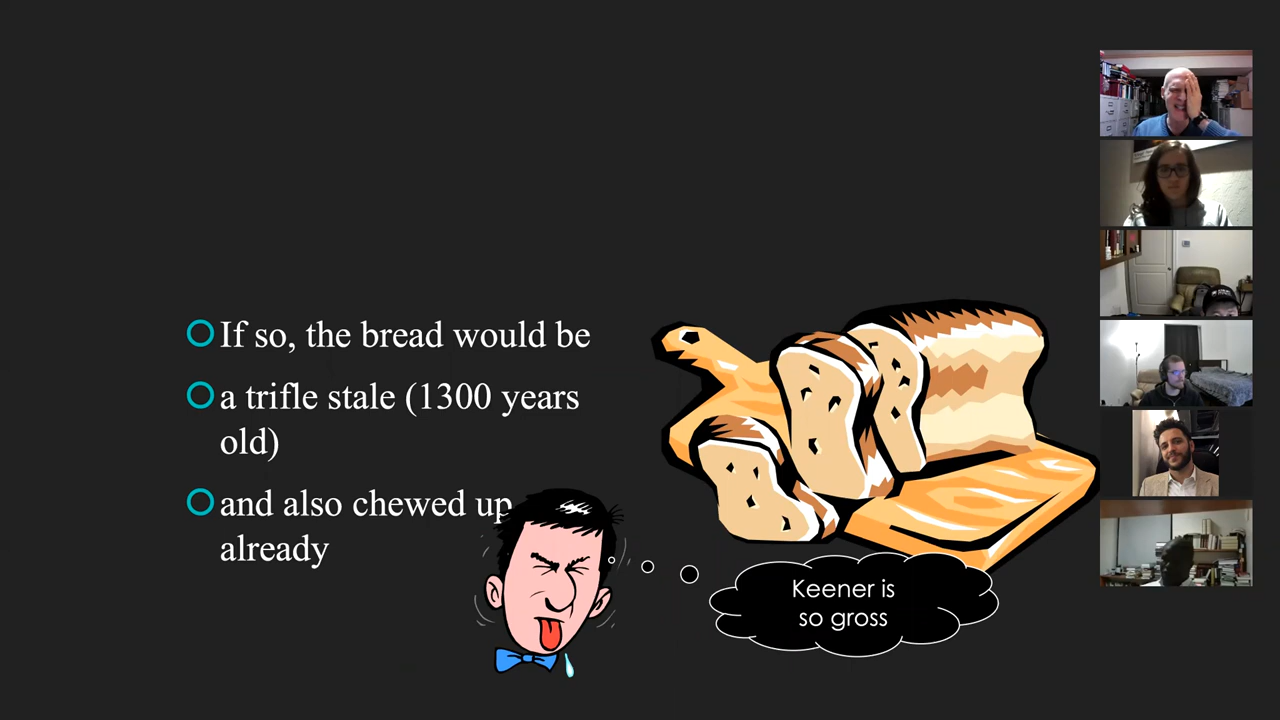 If so, the bread would be
a trifle stale (1300 years
old)
and also chewed up
already
Keener is
so gross